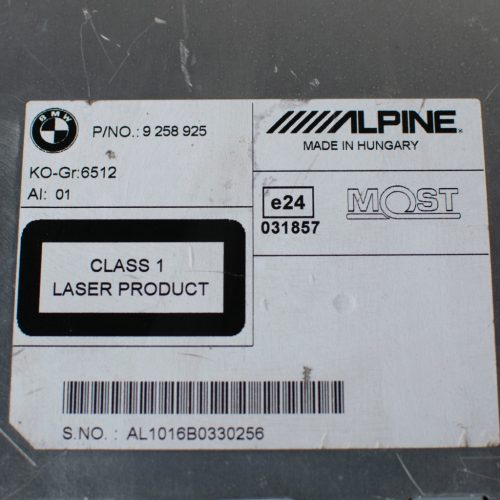 BMW
P/NO.: 9 258 925
ALPINE
MADE IN HUNGARY
KO-Gr:6512
AI: 01
e24
031857
MOST
CLASS 1
LASER PRODUCT
S.NO.: AL1016B0330256